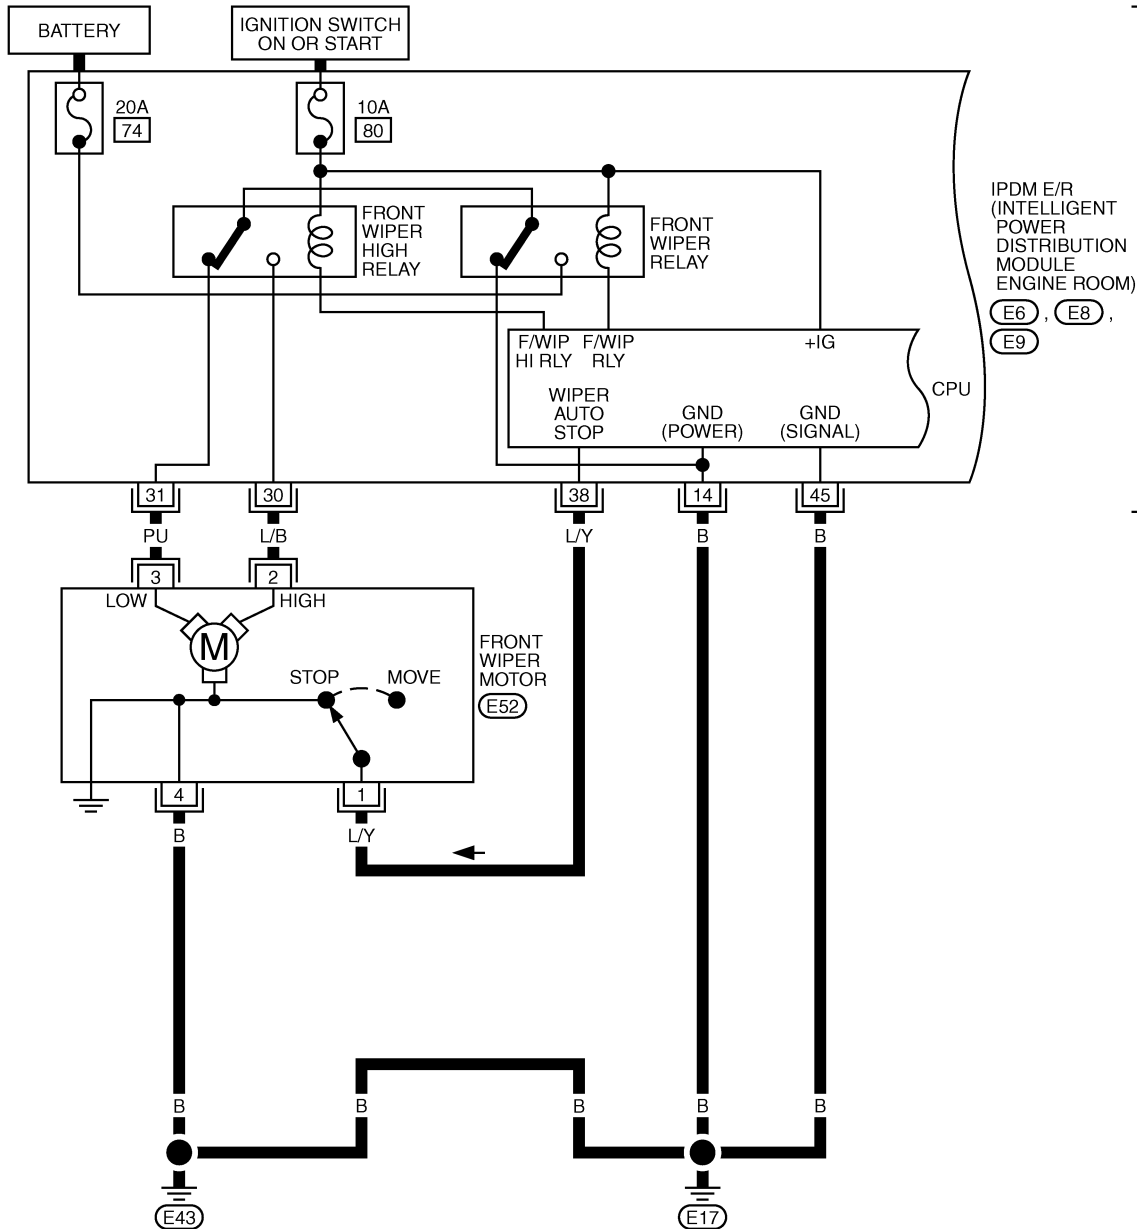 BATTERY
IGNITION SWITCH
ON OR START
20A
74
10A
80
FRONT
WIPER
HIGH
RELAY
FRONT
WIPER
RELAY
IPDM E/R
(INTELLIGENT
POWER
DISTRIBUTION
MODULE
ENGINE ROOM)
E6 , E8 ,
E9
F/WIP
HI RLY
F/WIP
RLY
+IG
CPU
WIPER
AUTO
STOP
GND
(POWER)
GND
(SIGNAL)
31
30
38
14
45
PU
L/B
L/Y
B
B
3
2
LOW
HIGH
M
STOP
MOVE
FRONT
WIPER
MOTOR
E52
4
1
B
L/Y
B
B
B
B
B
E43
E17